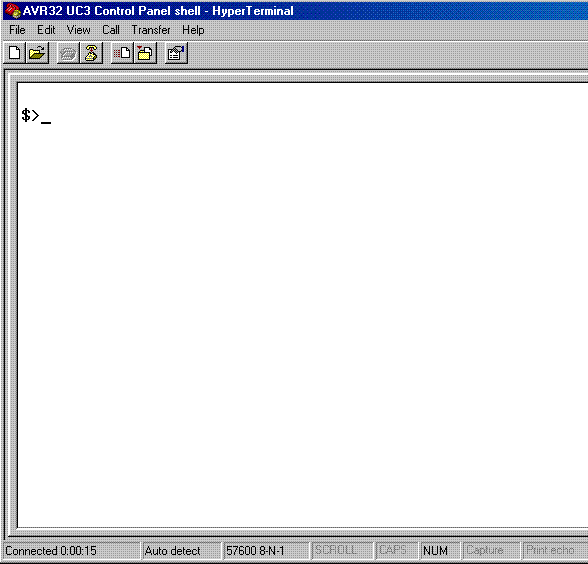 AVR32 UC3 Control Panel shell - HyperTerminal
File Edit View Call Transfer Help
$>_
Connected 0:00:15 Auto detect 57600 8-N-1 SCROLL CAPS NUM Capture Print echo